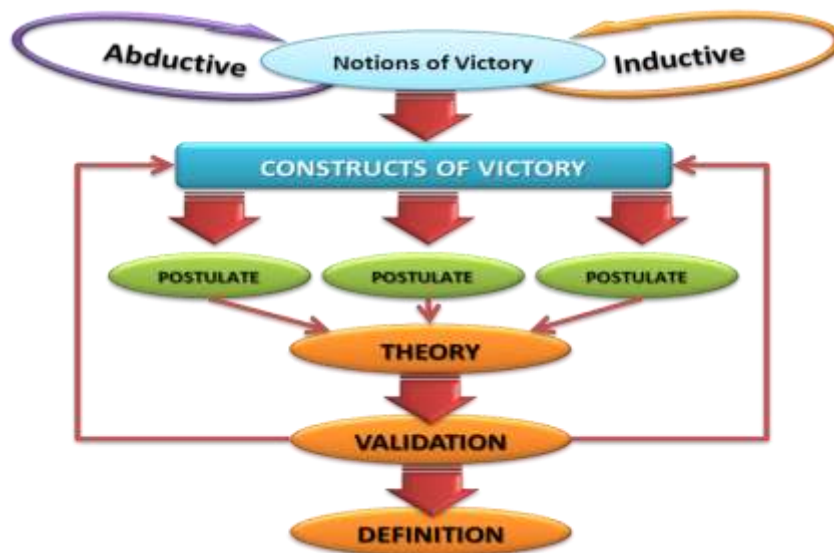 Abductive
Notions of Victory
Inductive
CONSTRUCTS OF VICTORY
POSTULATE
POSTULATE
POSTULATE
THEORY
VALIDATION
DEFINITION